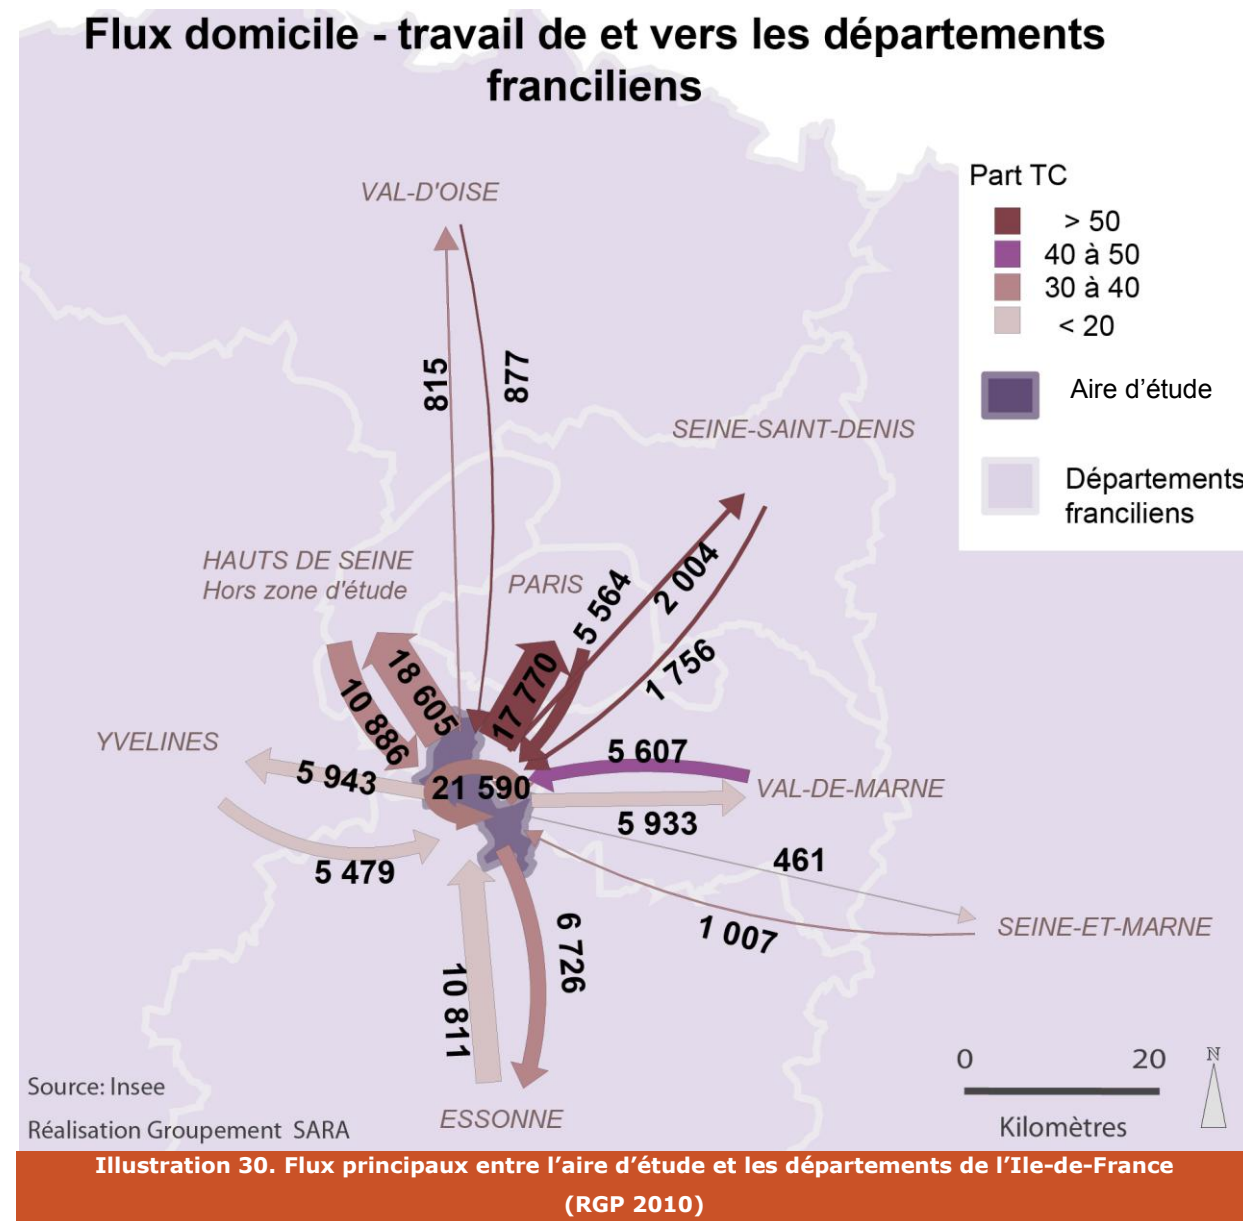 Flux domicile - travail de et vers les départements
franciliens
Part TC
> 50
40 à 50
30 à 40
< 20
Aire d’étude
Départements
franciliens
VAL-D'OISE
815
877
SEINE-SAINT-DENIS
HAUTS DE SEINE
Hors zone d'étude
PARIS
5 564
2 004
1 756
18 605
17 770
10 886
YVELINES
5 943
21 590
5 607
VAL-DE-MARNE
5 933
5 479
461
1 007
SEINE-ET-MARNE
6 726
10 811
ESSONNE
0 20
N
Kilomètres
Source: Insee
Réalisation Groupement SARA
Illustration 30. Flux principaux entre l’aire d’étude et les départements de l’Ile-de-France
(RGP 2010)